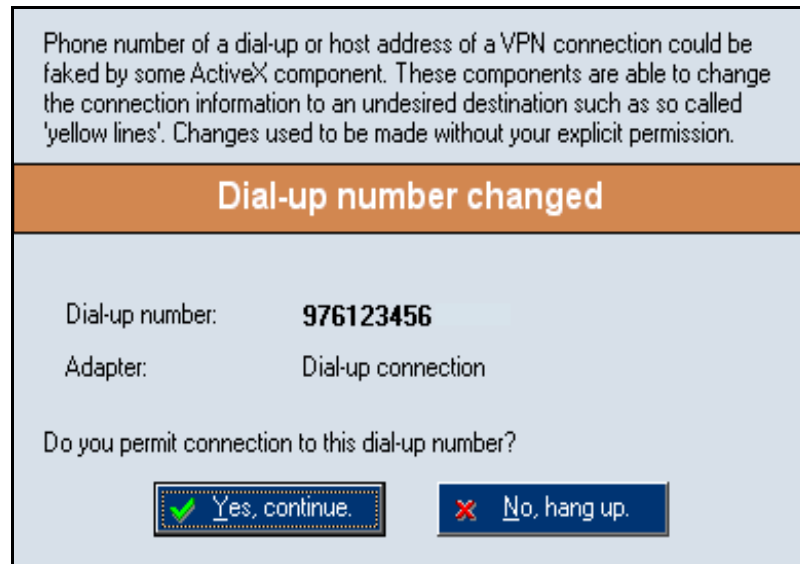 Phone number of a dial-up or host address of a VPN connection could be
faked by some ActiveX component. These components are able to change
the connection information to an undesired destination such as so called
'yellow lines'. Changes used to be made without your explicit permission.
Dial-up number changed
Dial-up number: 976123456
Adapter: Dial-up connection
Do you permit connection to this dial-up number?
Yes, continue. No, hang up.